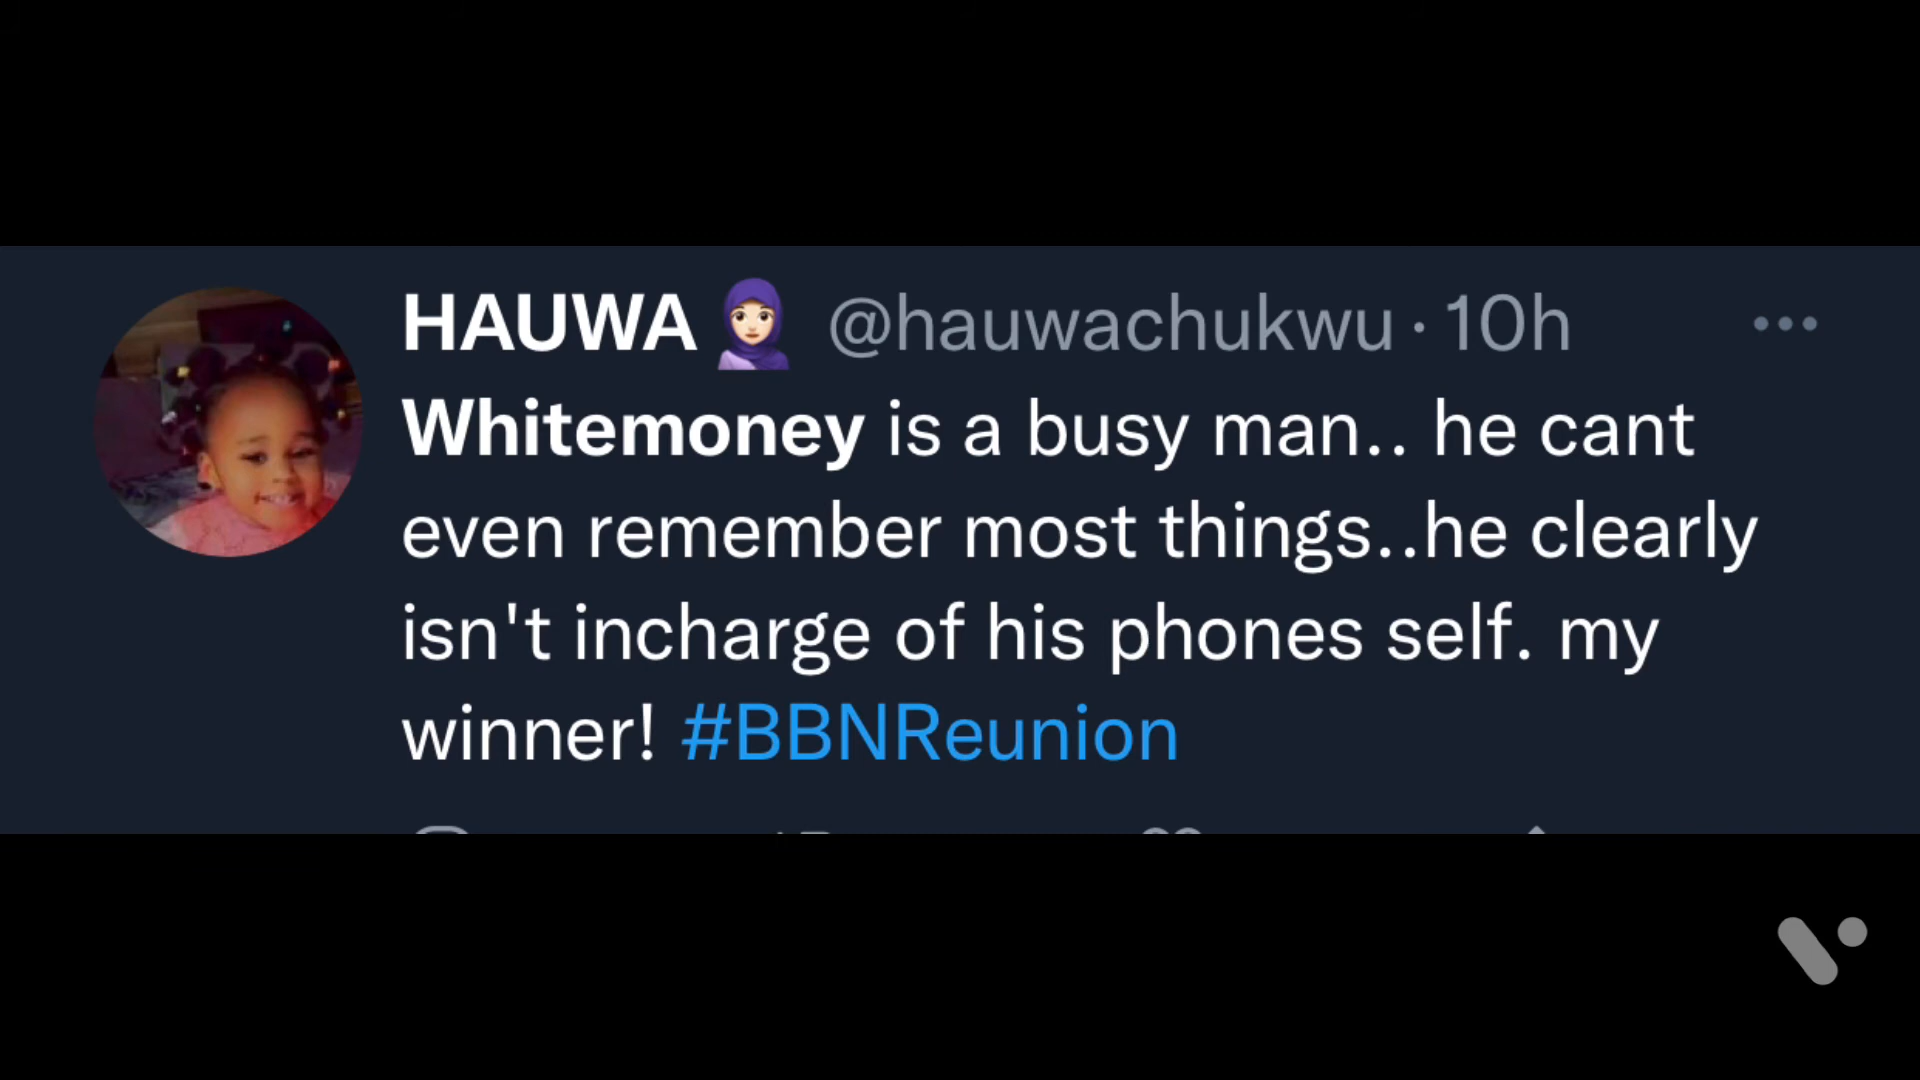 HAUWA🧕🏻 @hauwachukwu · 10h
Whitemoney is a busy man.. he cant
even remember most things..he clearly
isn't incharge of his phones self. my
winner! #BBNReunion